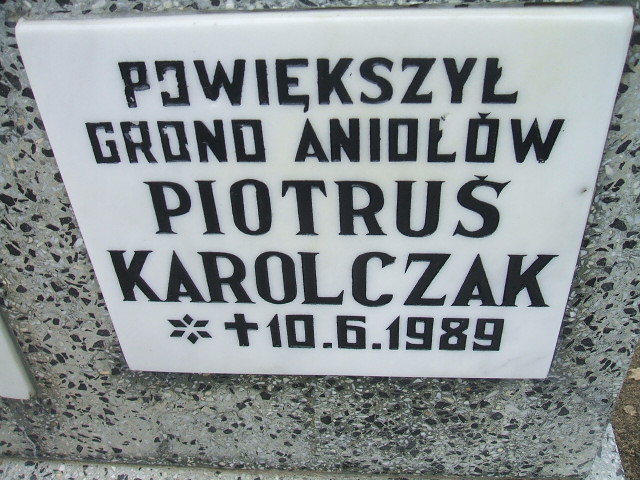 POWIĘKSZYŁ
GRONO ANIOŁÓW
PIOTRUŚ
KAROLCZAK
* ✝ 10.6.1989